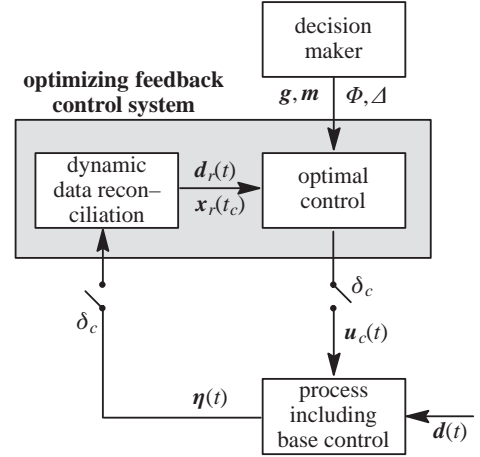 decision
maker
optimizing feedback
control system
g, m Φ, Δ
dynamic
data recon–
ciliation
d_r(t)
x_r(t_c)
optimal
control
δ_c
δ_c
u_c(t)
η(t)
process
including
base control
d(t)